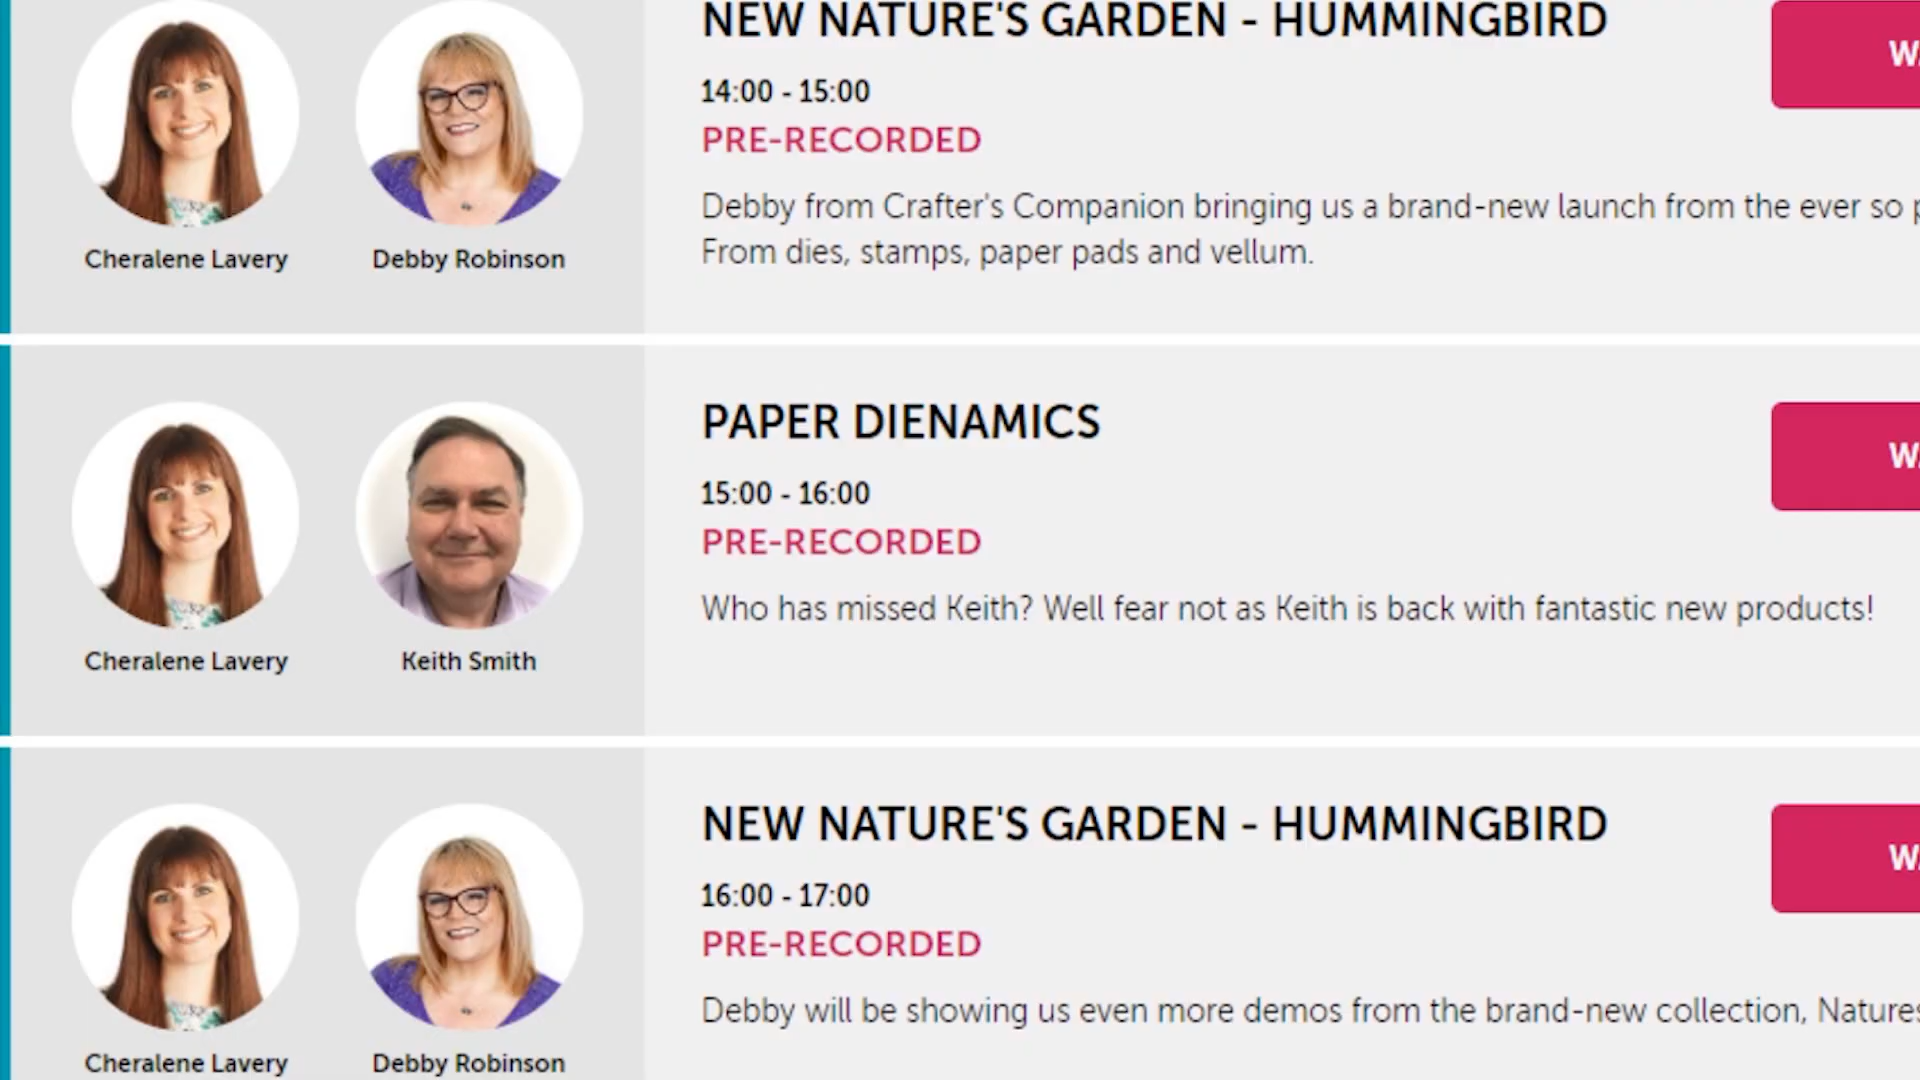 NEW NATURE'S GARDEN - HUMMINGBIRD
14:00 - 15:00
PRE-RECORDED
Debby from Crafter's Companion bringing us a brand-new launch from the ever so
From dies, stamps, paper pads and vellum.
Cheralene Lavery
Debby Robinson
PAPER DIENAMICS
15:00 - 16:00
PRE-RECORDED
Who has missed Keith? Well fear not as Keith is back with fantastic new products!
Cheralene Lavery
Keith Smith
NEW NATURE'S GARDEN - HUMMINGBIRD
16:00 - 17:00
PRE-RECORDED
Debby will be showing us even more demos from the brand-new collection, Natures
Cheralene Lavery
Debby Robinson